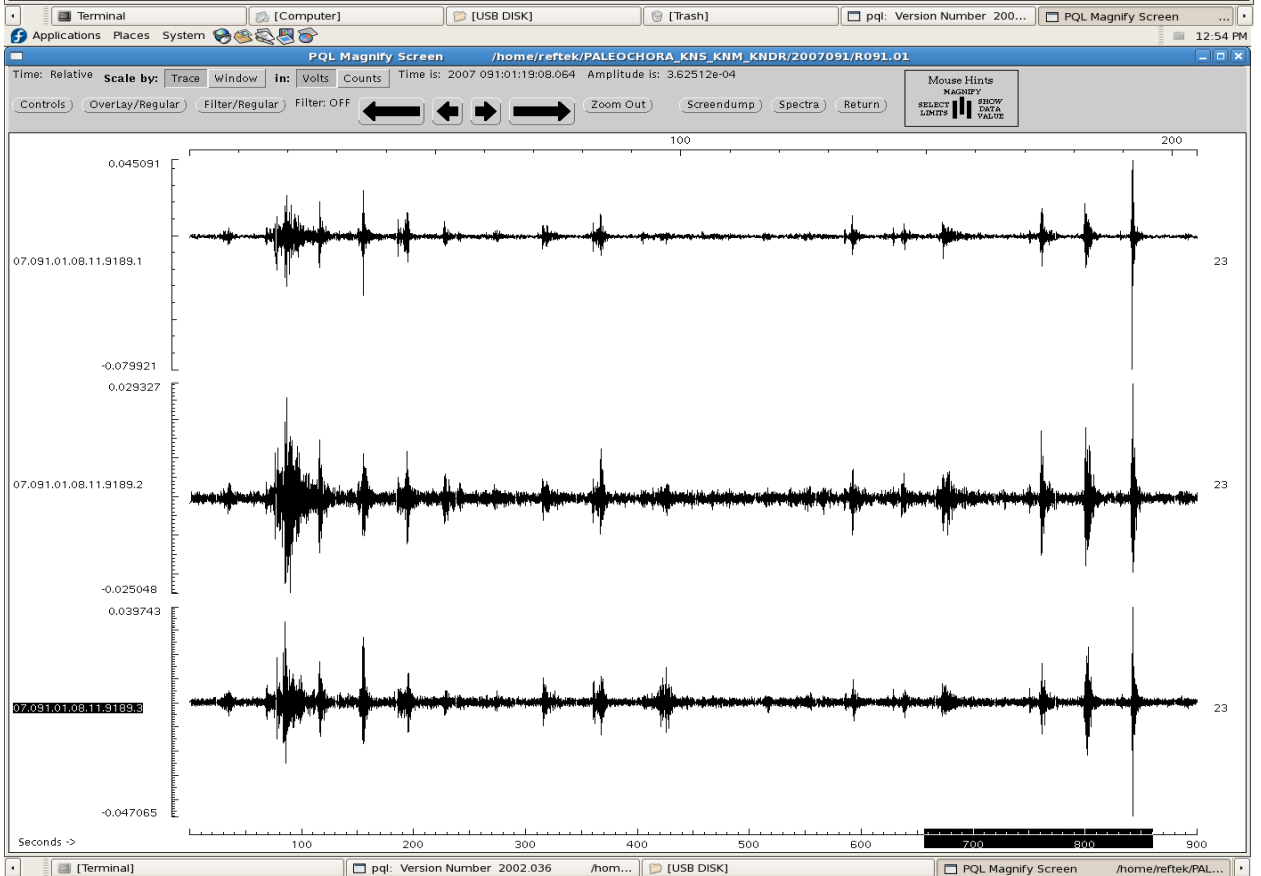 Terminal [Computer] [USB DISK] [Trash] pql: Version Number 200... PQL Magnify Screen ...
Applications Places System 12:54 PM
PQL Magnify Screen /home/reftek/PALEOCHORA_KNS_KNM_KNDR/2007091/R091.01
Time: Relative Scale by: Trace Window in: Volts Counts Time is: 2007 091:01:19:08.064 Amplitude is: 3.62512e-04
Controls OverLay/Regular Filter/Regular Filter: OFF Zoom Out Screendump Spectra Return
Mouse Hints
MAGNIFY
SELECT LIMITS
SHOW DATA VALUE
100 200
0.045091
07.091.01.08.11.9189.1 23
-0.079921
0.029327
07.091.01.08.11.9189.2 23
-0.025048
0.039743
07.091.01.08.11.9189.3 23
-0.047065
Seconds -> 100 200 300 400 500 600 700 800 900
[Terminal] pql: Version Number 2002.036 /hom... [USB DISK] PQL Magnify Screen /home/reftek/PAL...